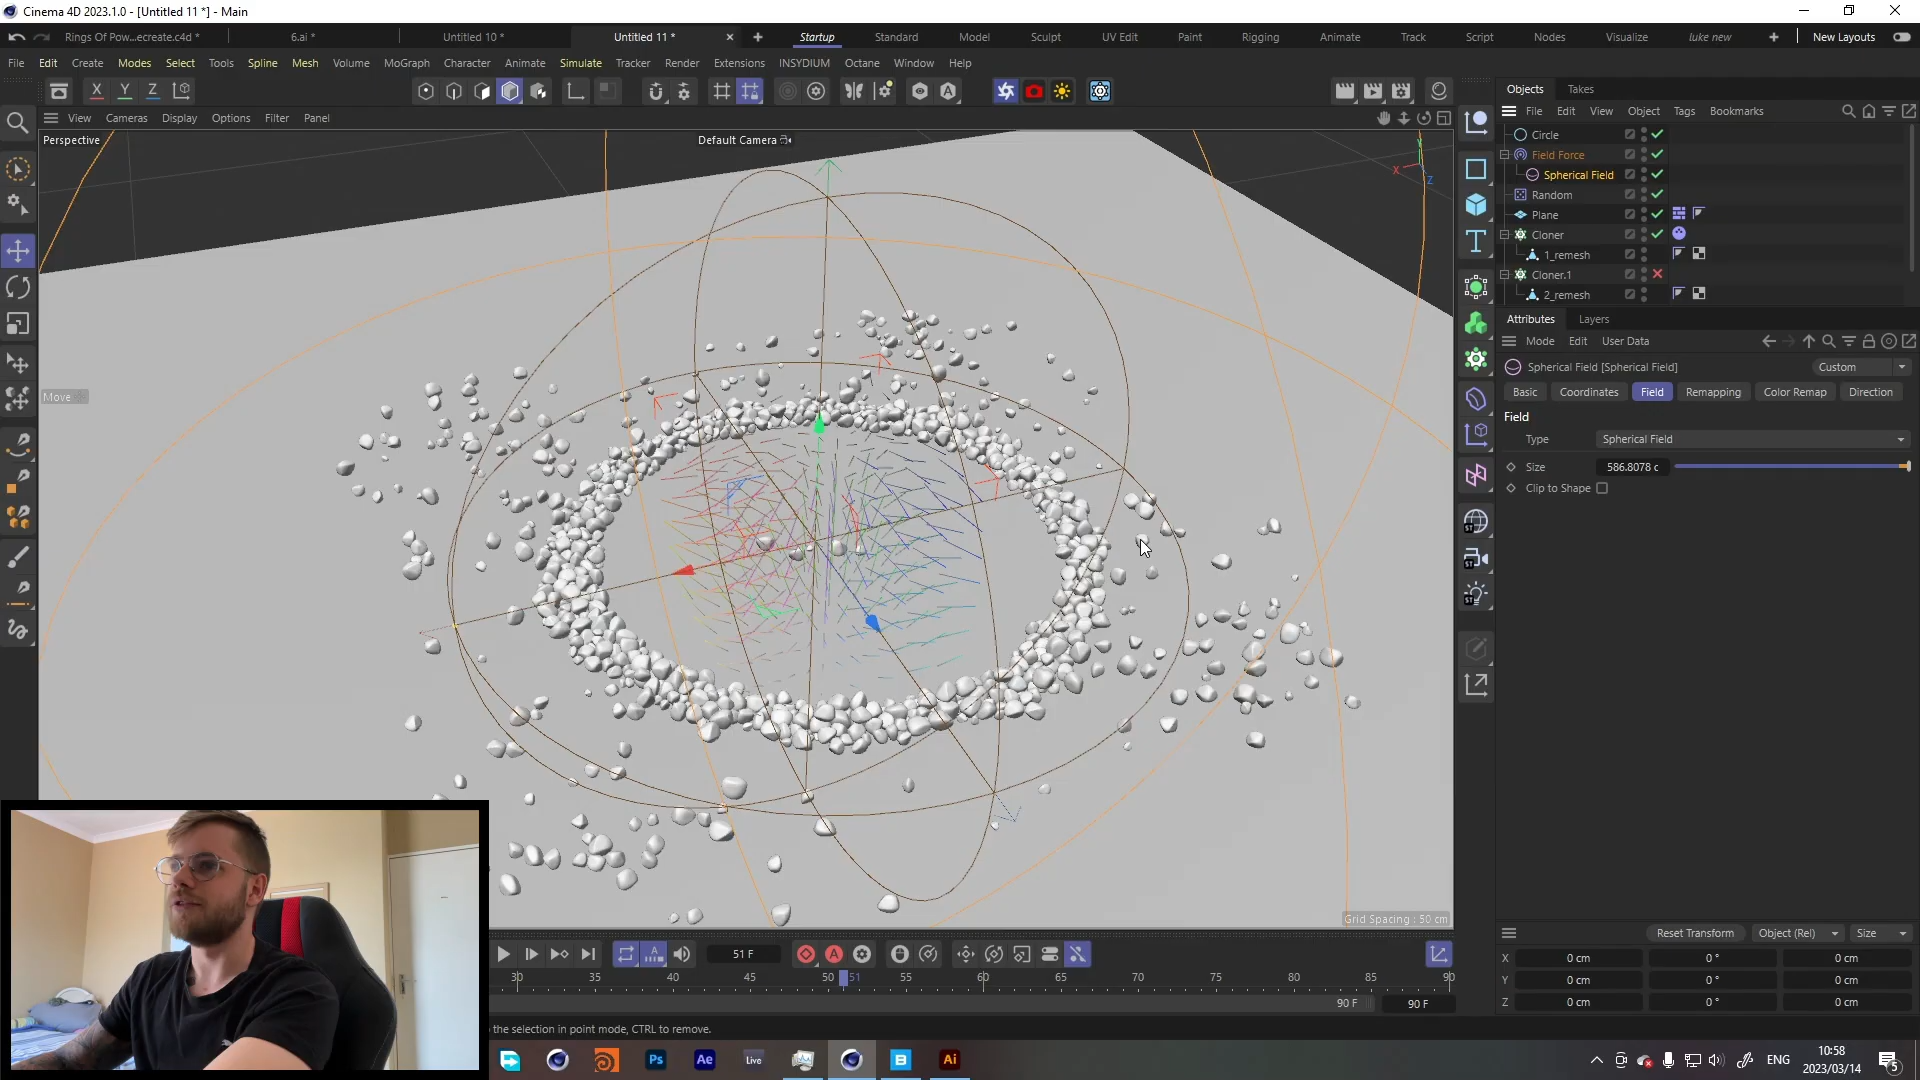 Cinema 4D 2023.1.0 - [Untitled 11 *] - Main
Rings Of Pow...ecreate.c4d * 6.ai * Untitled 10 * Untitled 11 * Startup Standard Model Sculpt UV Edit Paint Rigging Animate Track Script Nodes Visualize luke new New Layouts
File Edit Create Modes Select Tools Spline Mesh Volume MoGraph Character Animate Simulate Tracker Render Extensions INSYDIUM Octane Window Help
X Y Z
Objects Takes
File Edit View Object Tags Bookmarks
View Cameras Display Options Filter Panel
Perspective
Default Camera
Y
X
Z
Circle
Field Force
Spherical Field
Random
Plane
Cloner
1_remesh
Cloner.1
2_remesh
Attributes Layers
Mode Edit User Data
Spherical Field [Spherical Field]
Custom
Basic Coordinates Field Remapping Color Remap Direction
Field
Type Spherical Field
Size 586.8078 c
Clip to Shape
Move
ST
ST
ST
Grid Spacing : 50 cm
51 F
30 35 40 45 50 51 55 60 65 70 75 80 85 90
90 F 90 F
Reset Transform Object (Rel) Size
X 0 cm 0 ° 0 cm
Y 0 cm 0 ° 0 cm
Z 0 cm 0 ° 0 cm
the selection in point mode, CTRL to remove.
Ps Ae Live B Ai
ENG
10:58
2023/03/14
5